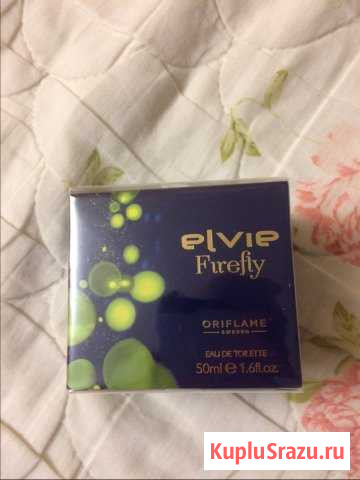 elvie
Firefly
ORIFLAME
SWEDEN
EAU DE TOILETTE
50ml e 1.6fl.oz.
KupluSrazu.ru